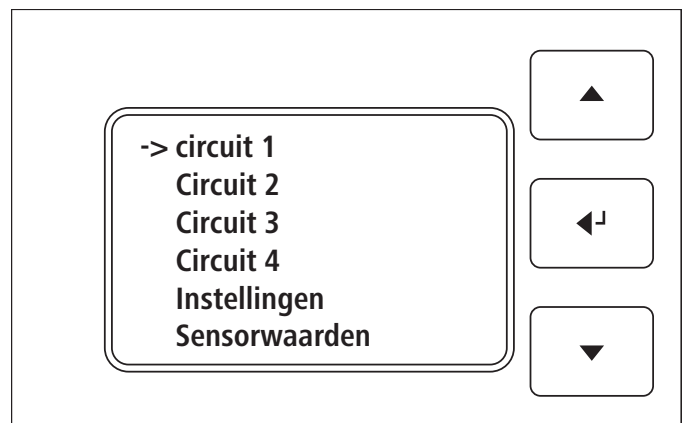 -> circuit 1
Circuit 2
Circuit 3
Circuit 4
Instellingen
Sensorwaarden